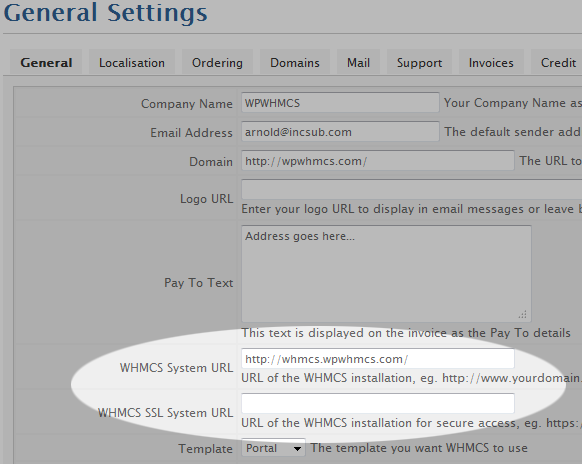 General Settings
General Localisation Ordering Domains Mail Support Invoices Credit
Company Name WPWHMCS Your Company Name as
Email Address arnold@incsub.com The default sender add
Domain http://wpwhmcs.com/ The URL to
Logo URL
Enter your logo URL to display in email messages or leave b
Address goes here...
Pay To Text
This text is displayed on the invoice as the Pay To details
WHMCS System URL http://whmcs.wpwhmcs.com/
URL of the WHMCS installation, eg. http://www.yourdomain.
WHMCS SSL System URL
URL of the WHMCS installation for secure access, eg. https:
Template Portal The template you want WHMCS to use